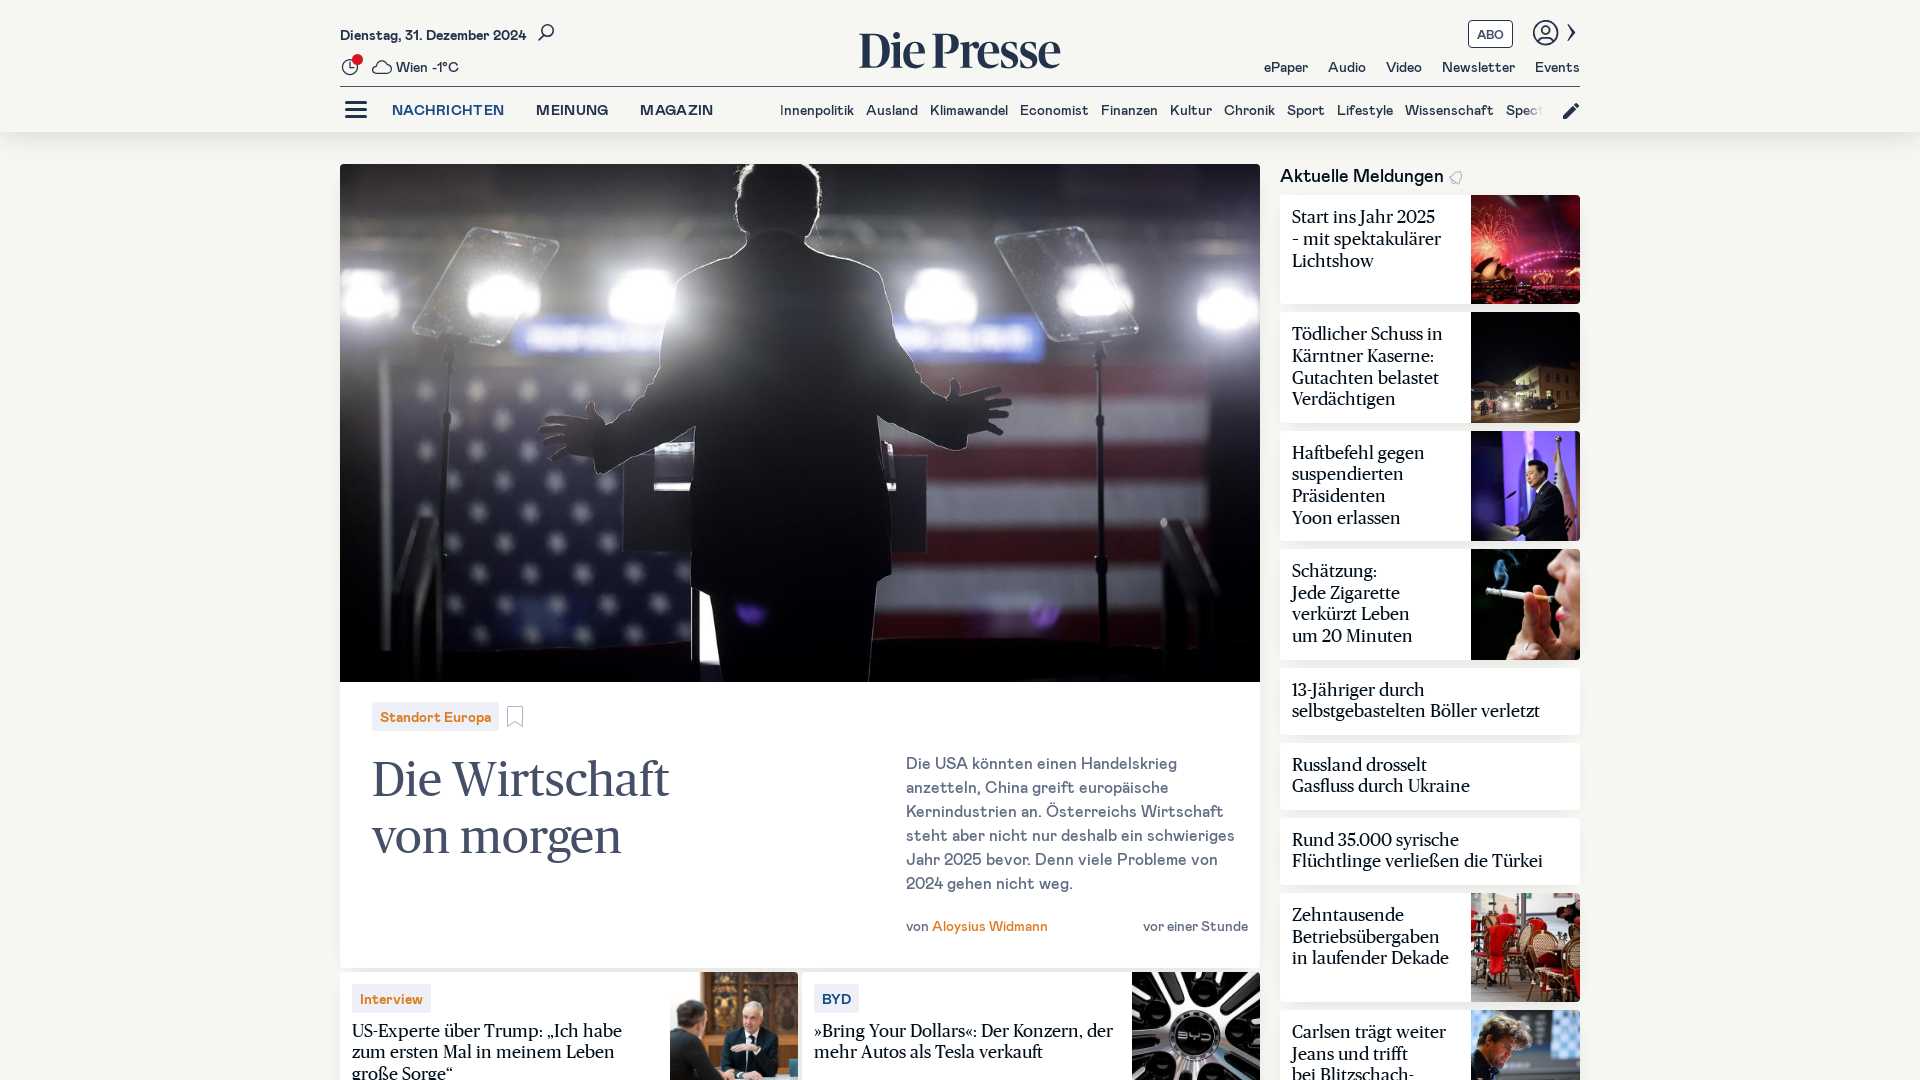 Dienstag, 31. Dezember 2024
Wien -1°C
Die Presse
ABO
ePaper Audio Video Newsletter Events
NACHRICHTEN MEINUNG MAGAZIN
Innenpolitik Ausland Klimawandel Economist Finanzen Kultur Chronik Sport Lifestyle Wissenschaft
Standort Europa
Die Wirtschaft
von morgen
Die USA könnten einen Handelskrieg
anzetteln, China greift europäische
Kernindustrien an. Österreichs Wirtschaft
steht aber nicht nur deshalb ein schwieriges
Jahr 2025 bevor. Denn viele Probleme von
2024 gehen nicht weg.
von Aloysius Widmann
vor einer Stunde
Interview
US-Experte über Trump: „Ich habe
zum ersten Mal in meinem Leben
große Sorge“
BYD
»Bring Your Dollars«: Der Konzern, der
mehr Autos als Tesla verkauft
BYD
Aktuelle Meldungen
Start ins Jahr 2025
– mit spektakulärer
Lichtshow
Tödlicher Schuss in
Kärntner Kaserne:
Gutachten belastet
Verdächtigen
Haftbefehl gegen
suspendierten
Präsidenten
Yoon erlassen
Schätzung:
Jede Zigarette
verkürzt Leben
um 20 Minuten
13-Jähriger durch
selbstgebastelten Böller verletzt
Russland drosselt
Gasfluss durch Ukraine
Rund 35.000 syrische
Flüchtlinge verließen die Türkei
Zehntausende
Betriebsübergaben
in laufender Dekade
Carlsen trägt weiter
Jeans und trifft
bei Blitzschach-